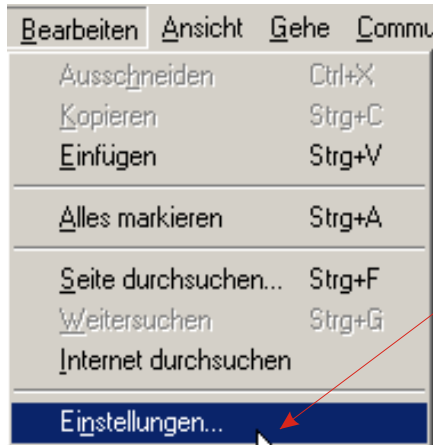 Bearbeiten Ansicht Gehe Commu
Ausschneiden Ctrl+X
Kopieren Strg+C
Einfügen Strg+V
Alles markieren Strg+A
Seite durchsuchen... Strg+F
Weitersuchen Strg+G
Internet durchsuchen
Einstellungen...